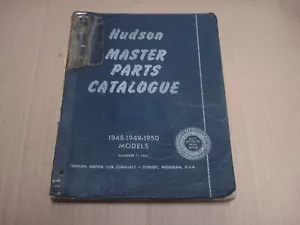 Hudson
MASTER
PARTS
CATALOGUE
1948-1949-1950
MODELS
HUDSON MOTOR CAR COMPANY • DETROIT, MICHIGAN, U.S.A.